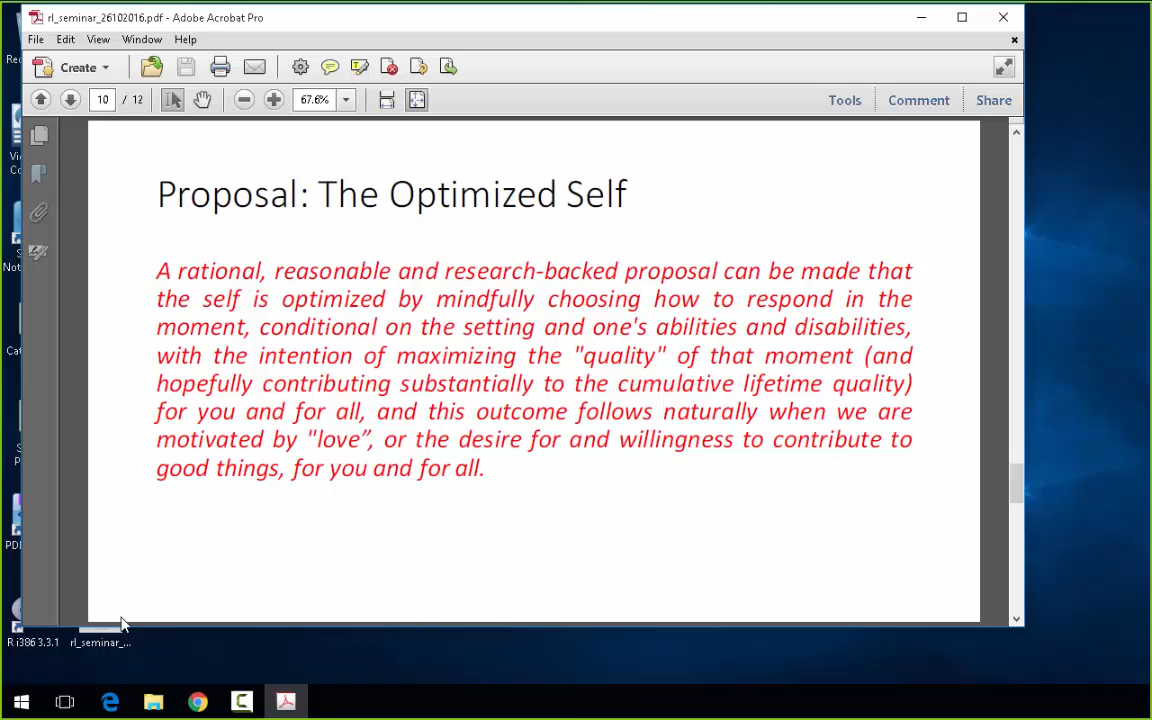 rl_seminar_26102016.pdf - Adobe Acrobat Pro
File Edit View Window Help
Create
10 / 12 67.6% Tools Comment Share
Proposal: The Optimized Self
A rational, reasonable and research-backed proposal can be made that
the self is optimized by mindfully choosing how to respond in the
moment, conditional on the setting and one's abilities and disabilities,
with the intention of maximizing the "quality" of that moment (and
hopefully contributing substantially to the cumulative lifetime quality)
for you and for all, and this outcome follows naturally when we are
motivated by "love”, or the desire for and willingness to contribute to
good things, for you and for all.
R i386 3.3.1 rl_seminar_...